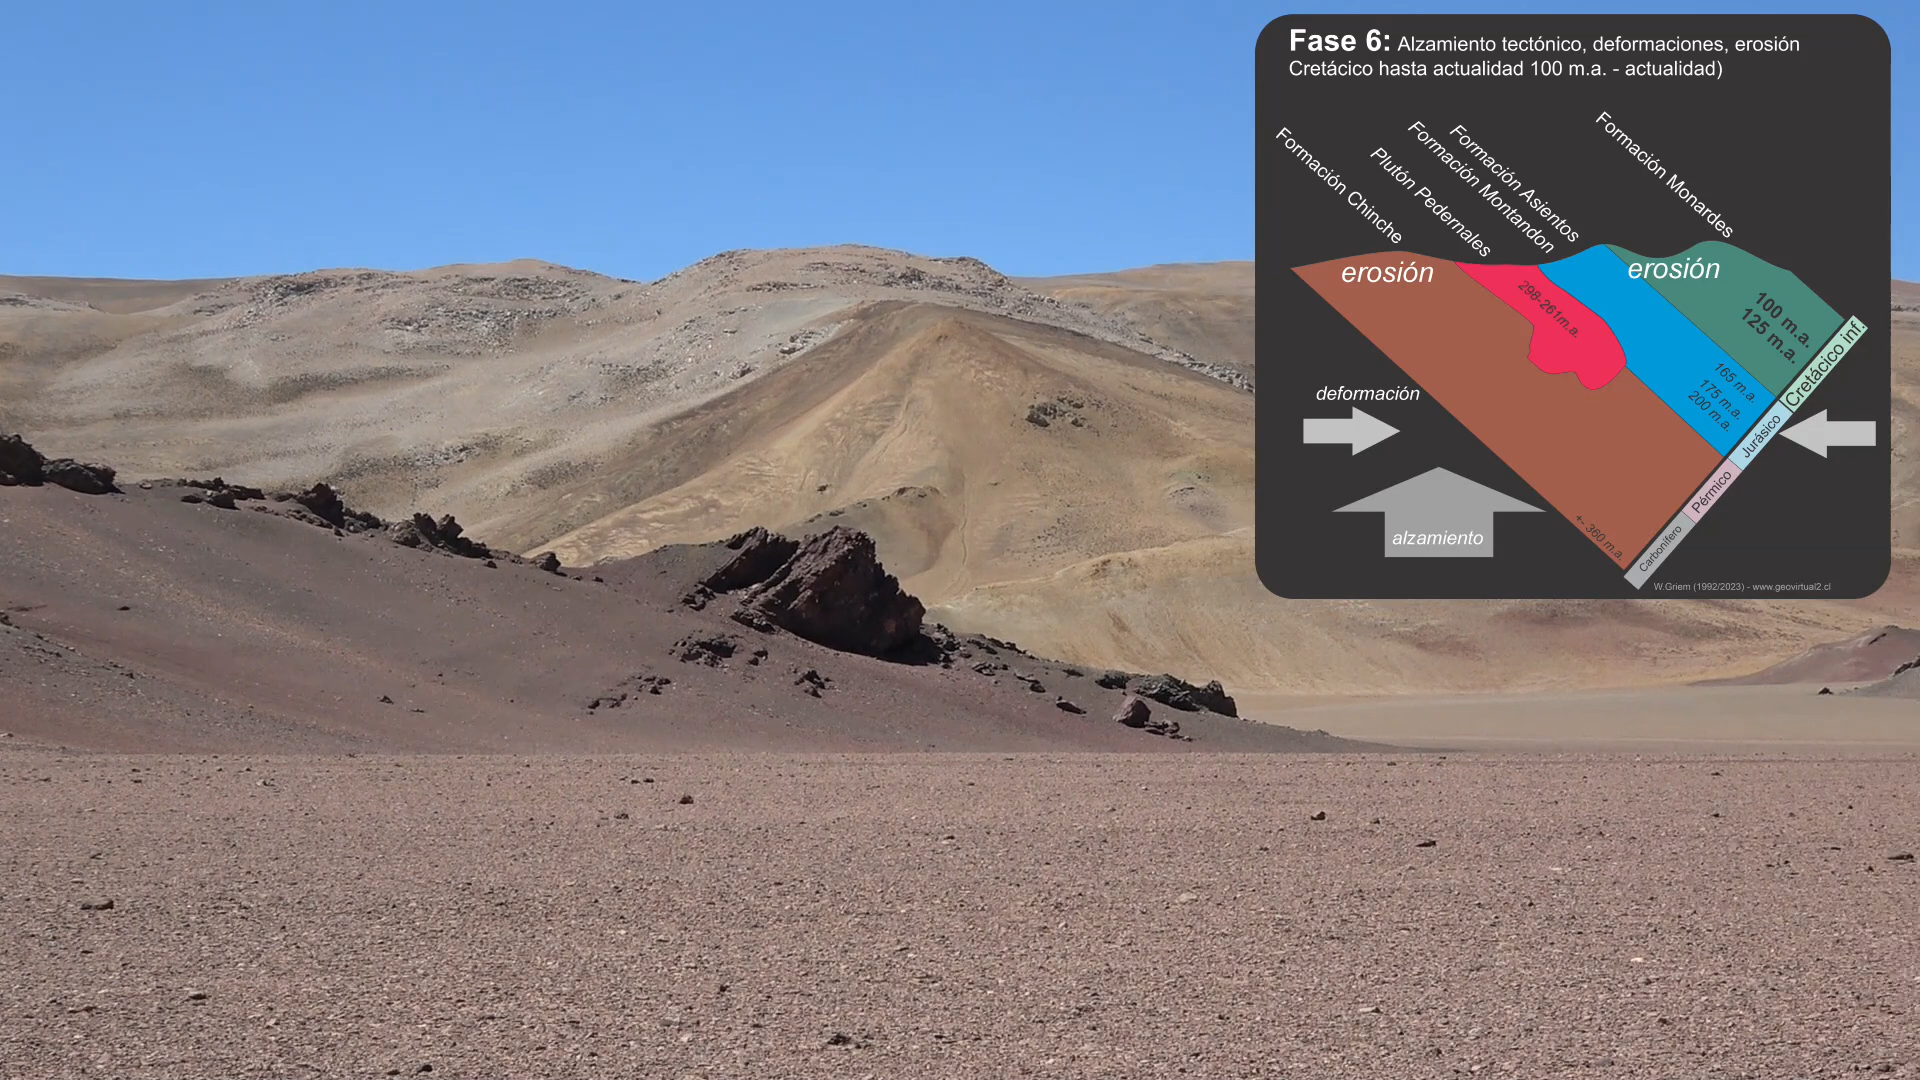 Fase 6: Alzamiento tectónico, deformaciones, erosión
Cretácico hasta actualidad 100 m.a. - actualidad)
Formación Chinche
Plutón Pedernales
Formación Montandon
Formación Asientos
Formación Monardes
erosión
erosión
298-261m.a.
100 m.a.
125 m.a.
165 m.a.
175 m.a.
200 m.a.
+- 360 m.a.
Cretácico inf.
Jurásico
Pérmico
Carbonífero
deformación
alzamiento
W.Griem (1992/2023) - www.geovirtual2.cl